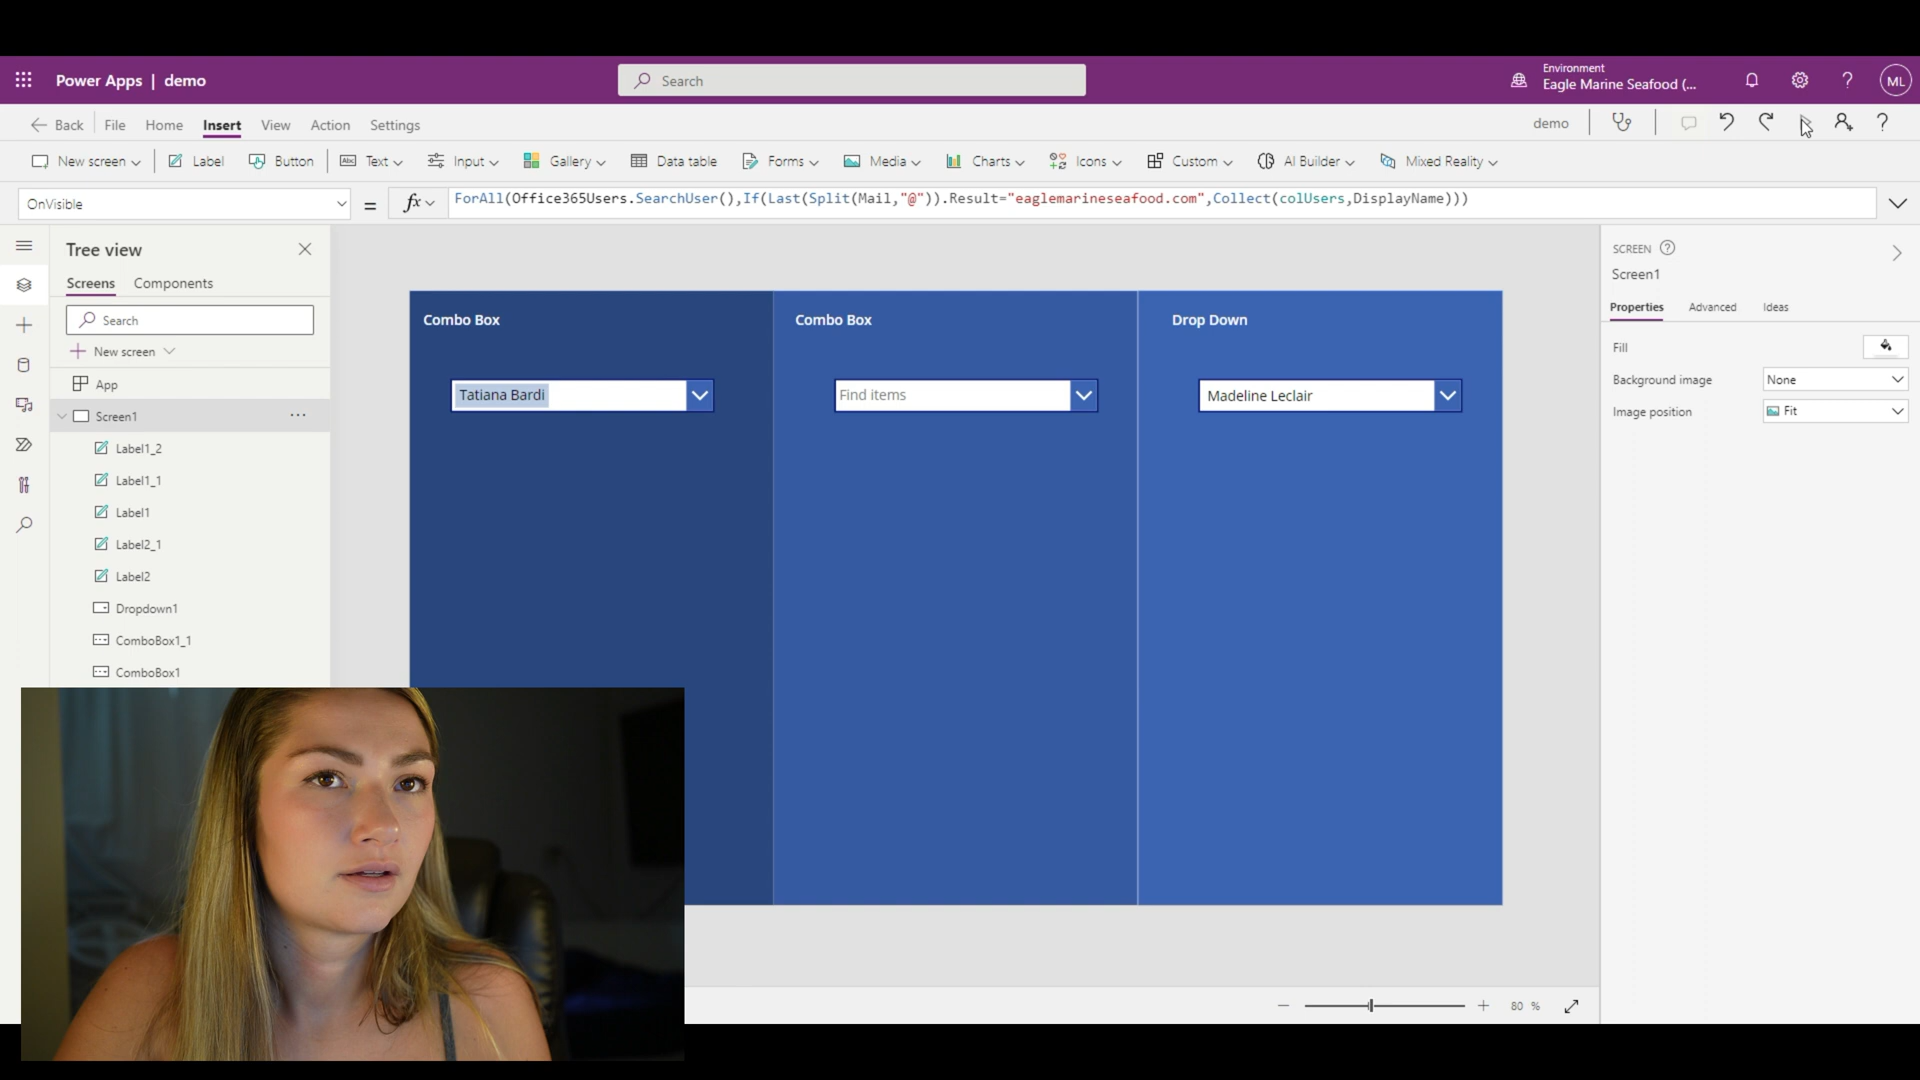 Power Apps | demo
Search
Environment
Eagle Marine Seafood (...
ML
Back
File
Home
Insert
View
Action
Settings
demo
New screen
Label
Button
Text
Input
Gallery
Data table
Forms
Media
Charts
Icons
Custom
AI Builder
Mixed Reality
OnVisible
=
fx
ForAll(Office365Users.SearchUser(),If(Last(Split(Mail,"@")).Result="eaglemarineseafood.com",Collect(colUsers,DisplayName)))
Tree view
Screens
Components
Search
New screen
App
Screen1
Label1_2
Label1_1
Label1
Label2_1
Label2
Dropdown1
ComboBox1_1
ComboBox1
Combo Box
Tatiana Bardi
Combo Box
Find items
Drop Down
Madeline Leclair
SCREEN
Screen1
Properties
Advanced
Ideas
Fill
Background image
None
Image position
Fit
80 %